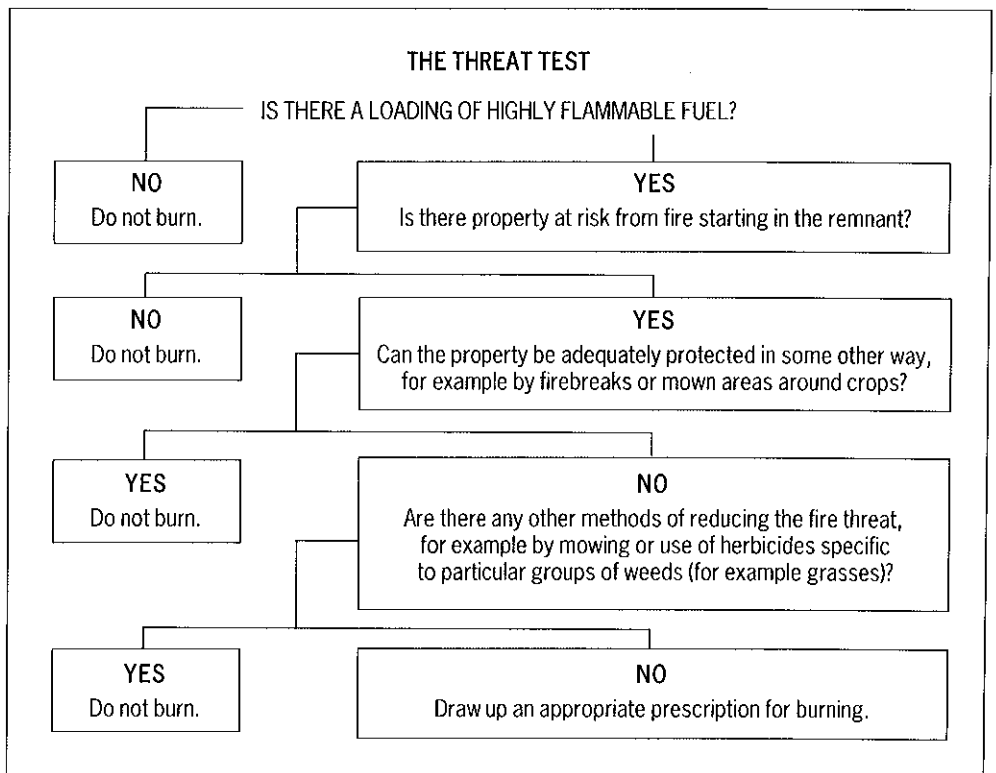 THE THREAT TEST
IS THERE A LOADING OF HIGHLY FLAMMABLE FUEL?
NO
Do not burn.
YES
Is there property at risk from fire starting in the remnant?
NO
Do not burn.
YES
Can the property be adequately protected in some other way,
for example by firebreaks or mown areas around crops?
YES
Do not burn.
NO
Are there any other methods of reducing the fire threat,
for example by mowing or use of herbicides specific
to particular groups of weeds (for example grasses)?
YES
Do not burn.
NO
Draw up an appropriate prescription for burning.